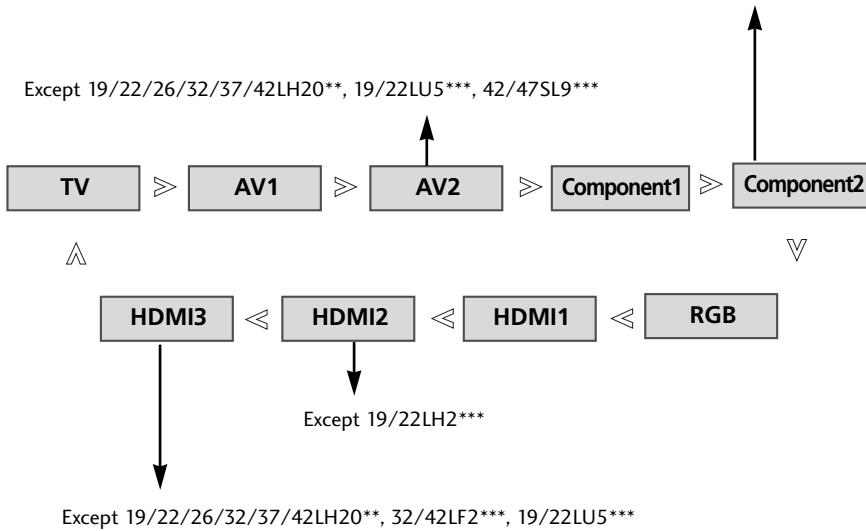 Except 19/22/26/32/37/42LH20**, 19/22LU5***, 42/47SL9***
TV
AV1
AV2
Component1
Component2
HDMI3
HDMI2
HDMI1
RGB
Except 19/22LH2***
Except 19/22/26/32/37/42LH20**, 32/42LF2***, 19/22LU5***